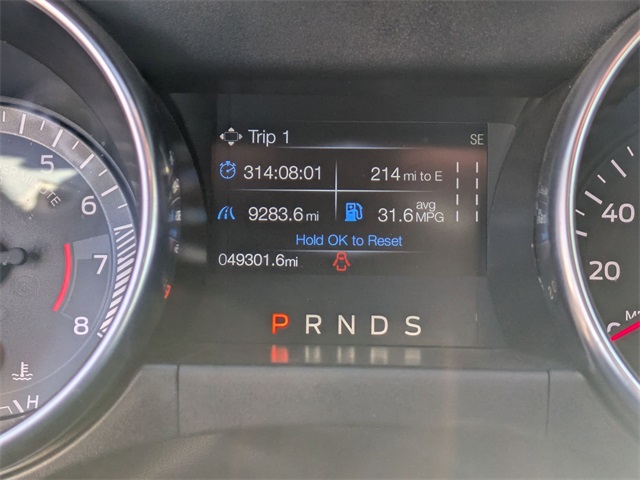 Trip 1
SE
314:08:01
214 mi to E
9283.6 mi
31.6 avg MPG
Hold OK to Reset
049301.6mi
P R N D S
5
6
7
8
H
40
20